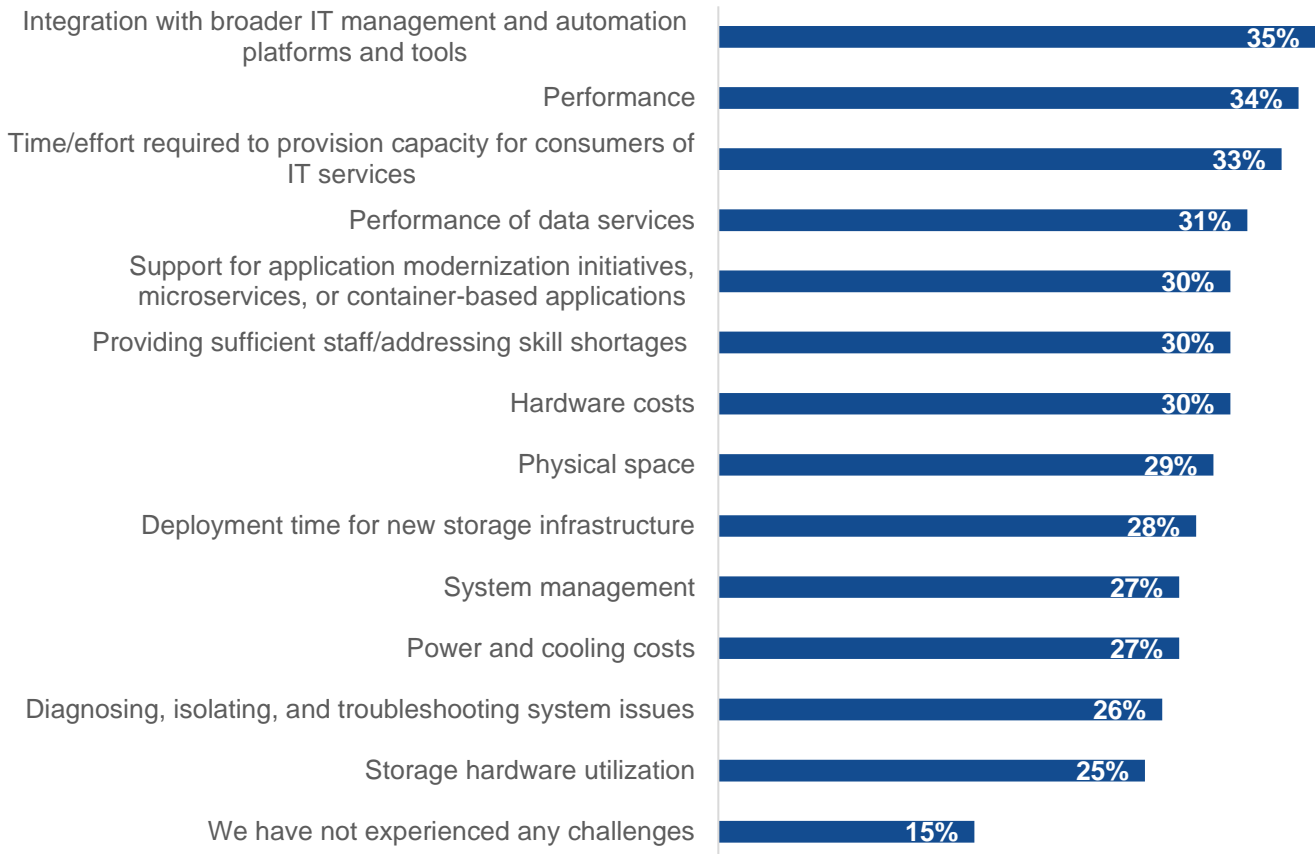 Integration with broader IT management and automation
platforms and tools
35%
Performance
34%
Time/effort required to provision capacity for consumers of
IT services
33%
Performance of data services
31%
Support for application modernization initiatives,
microservices, or container-based applications
30%
Providing sufficient staff/addressing skill shortages
30%
Hardware costs
30%
Physical space
29%
Deployment time for new storage infrastructure
28%
System management
27%
Power and cooling costs
27%
Diagnosing, isolating, and troubleshooting system issues
26%
Storage hardware utilization
25%
We have not experienced any challenges
15%